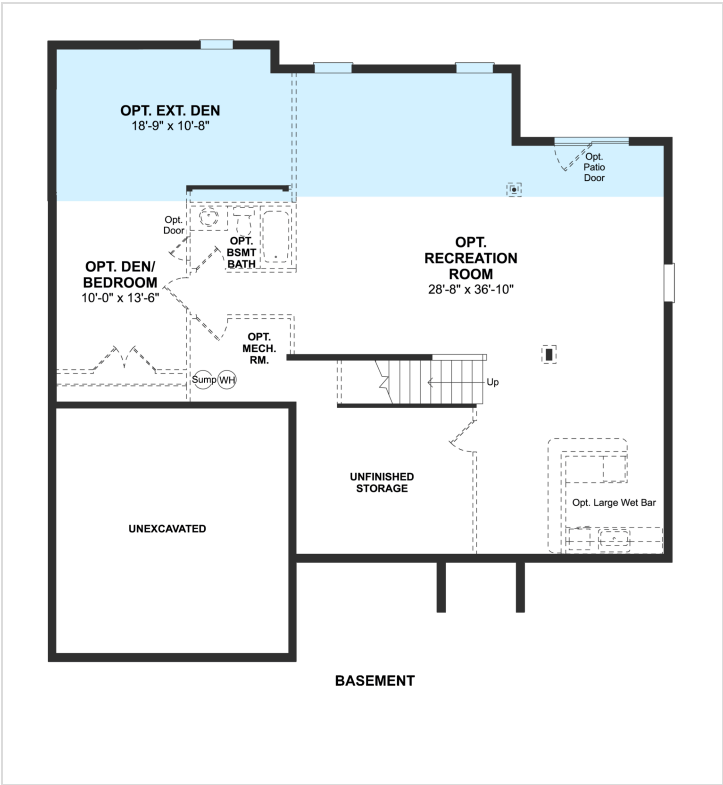 OPT. EXT. DEN
18'-9" x 10'-8"
Opt.
Patio
Door
Opt.
Door
OPT.
BSMT
BATH
OPT.
RECREATION
ROOM
28'-8" x 36'-10"
OPT. DEN/
BEDROOM
10'-0" x 13'-6"
OPT.
MECH.
RM.
Sump WH
Up
UNFINISHED
STORAGE
Opt. Large Wet Bar
UNEXCAVATED
BASEMENT